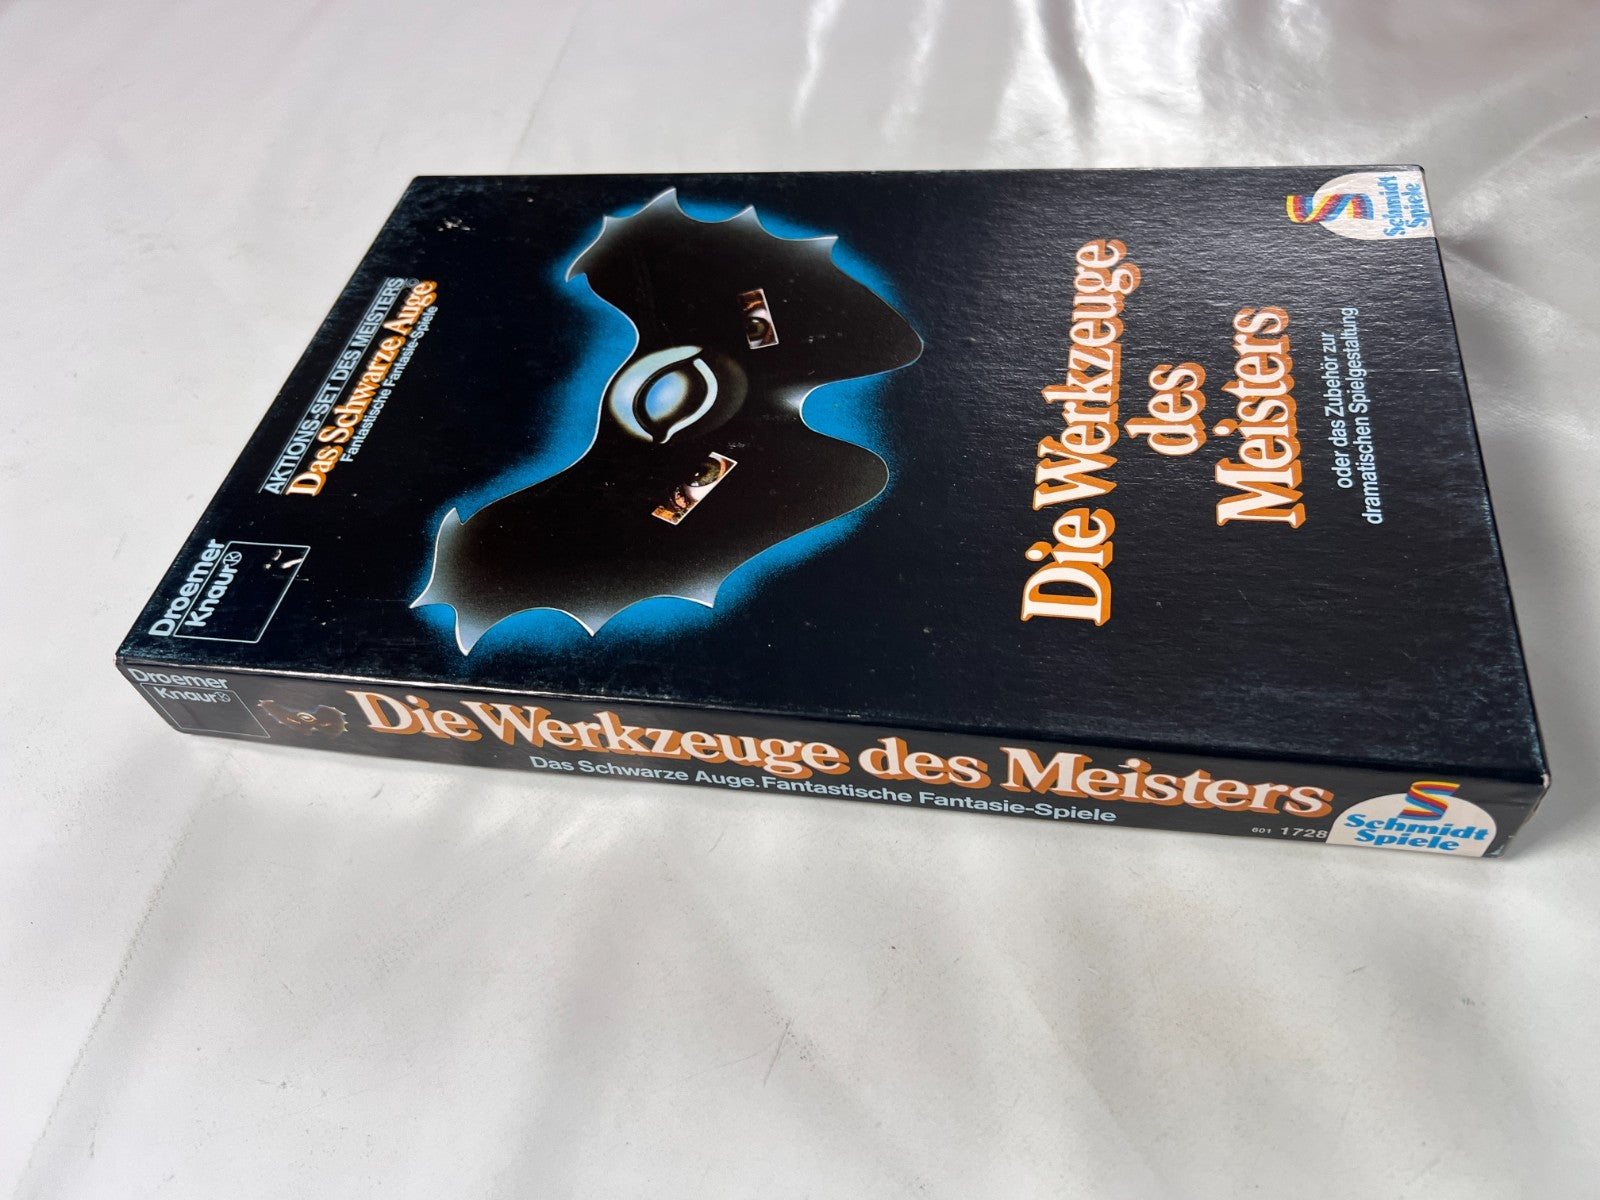 Droemer
Knaur®
AKTIONS-SET DES MEISTERS
Das Schwarze Auge©
Fantastische Fantasie-Spiele
Die Werkzeuge
des
Meisters
oder das Zubehör zur
dramatischen Spielgestaltung
Schmidt
Spiele
Droemer
Knaur®
Die Werkzeuge des Meisters
Das Schwarze Auge. Fantastische Fantasie-Spiele
601 1728
Schmidt
Spiele